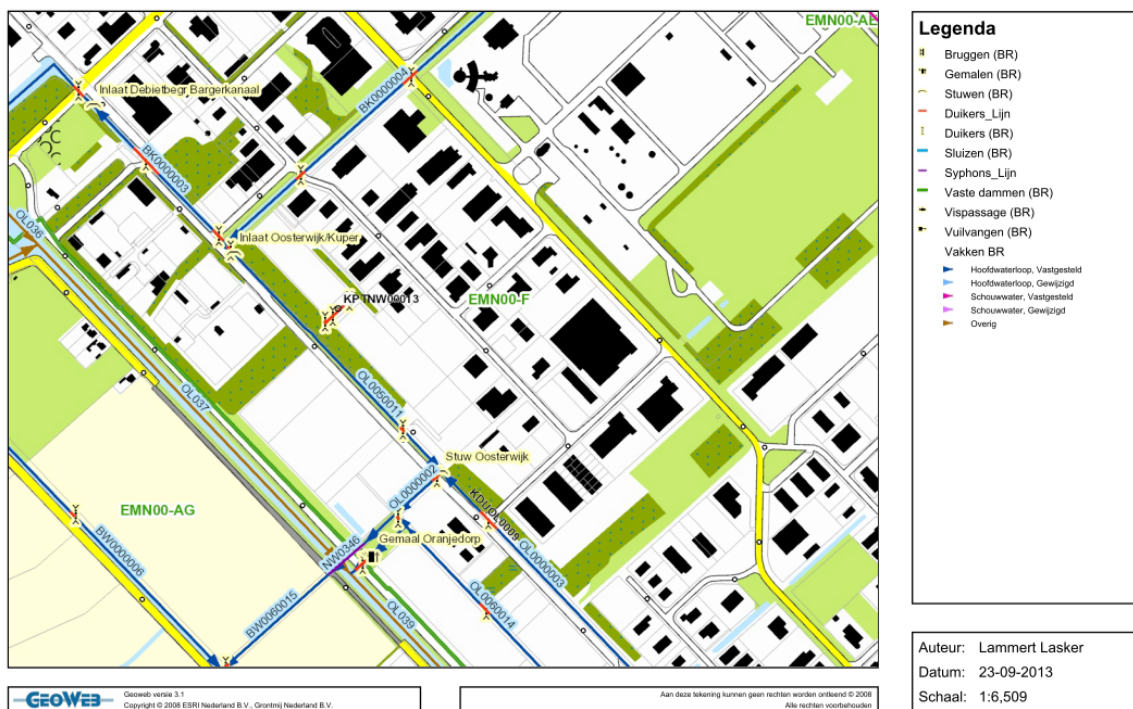 EMN00-AE
Inlaat Debietbegr Bargerkanaal
BK0000004
BK0000003
OL036
Inlaat Oosterwijk/Kuper
KPTNW00013
EMN00-F
OL037
OL0050011
Stuw Oosterwijk
OL0000002
KDUOL0009
EMN00-AG
Gemaal Oranjedorp
NW0346
OL0000003
BW0000006
BW0060015
OL039
OL0060014
Legenda
Bruggen (BR)
Gemalen (BR)
Stuwen (BR)
Duikers_Lijn
Duikers (BR)
Sluizen (BR)
Syphons_Lijn
Vaste dammen (BR)
Vispassage (BR)
Vuilvangen (BR)
Vakken BR
Hoofdwaterloop, Vastgesteld
Hoofdwaterloop, Gewijzigd
Schouwwater, Vastgesteld
Schouwwater, Gewijzigd
Overig
Auteur: Lammert Lasker
Datum: 23-09-2013
Schaal: 1:6,509
GEOWEB
Geoweb versie 3.1
Copyright © 2008 ESRI Nederland B.V., Grontmij Nederland B.V.
Aan deze tekening kunnen geen rechten worden ontleend © 2008
Alle rechten voorbehouden